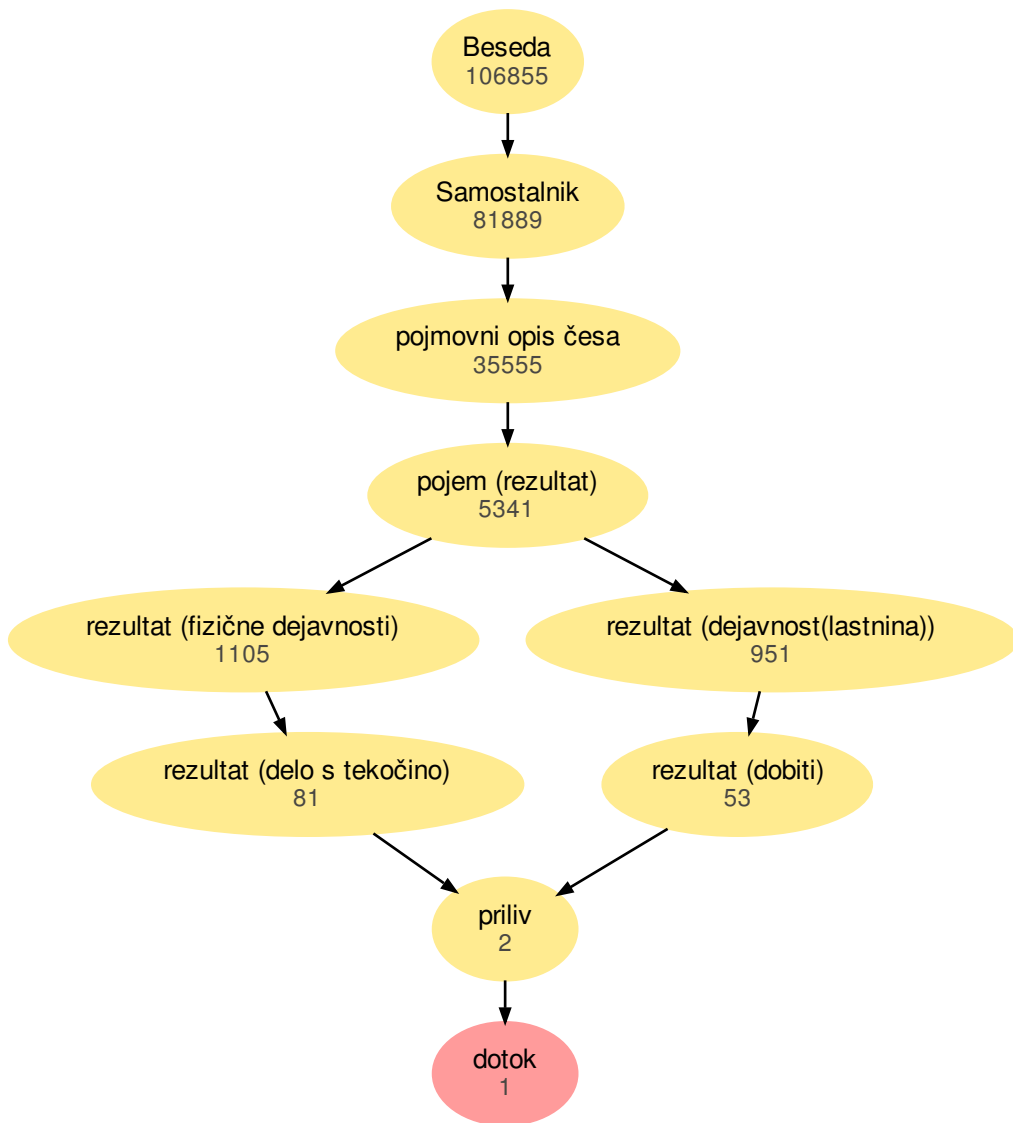 Beseda
106855
Samostalnik
81889
pojmovni opis česa
35555
pojem (rezultat)
5341
rezultat (fizične dejavnosti)
1105
rezultat (dejavnost(lastnina))
951
rezultat (delo s tekočino)
81
rezultat (dobiti)
53
priliv
2
dotok
1